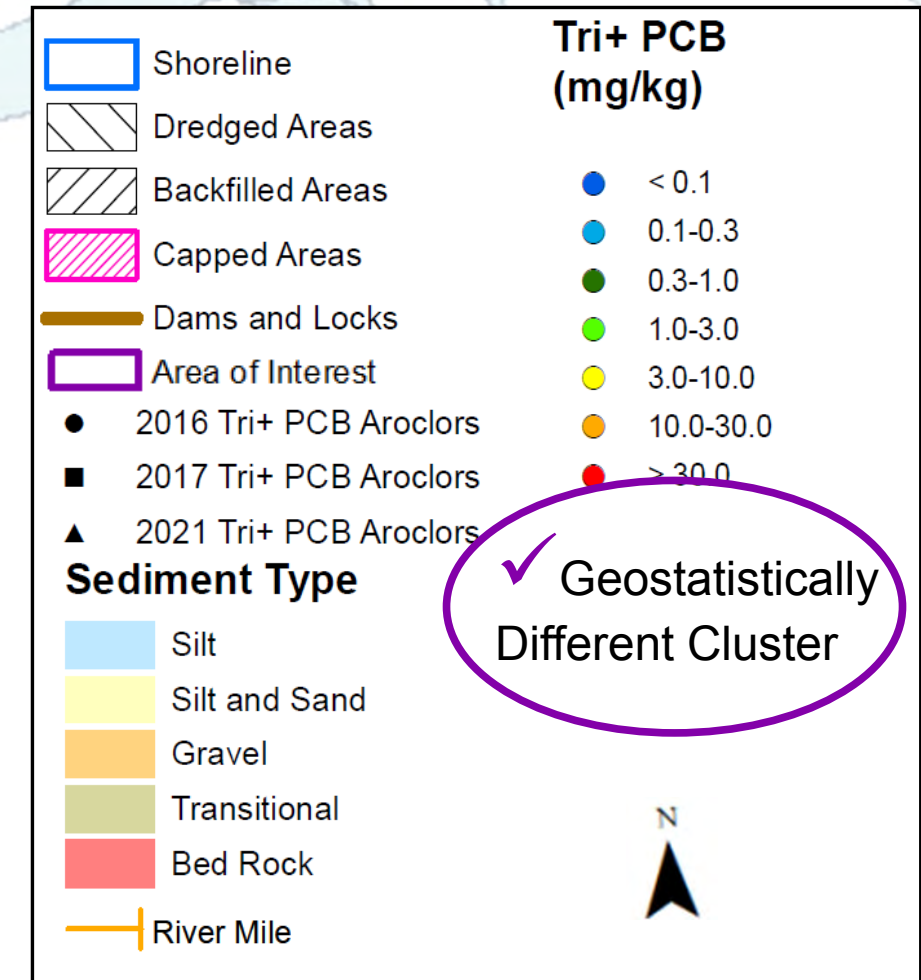 Shoreline
Dredged Areas
Backfilled Areas
Capped Areas
Dams and Locks
Area of Interest
2016 Tri+ PCB Aroclors
2017 Tri+ PCB Aroclors
2021 Tri+ PCB Aroclors
Sediment Type
Silt
Silt and Sand
Gravel
Transitional
Bed Rock
River Mile
Tri+ PCB
(mg/kg)
< 0.1
0.1-0.3
0.3-1.0
1.0-3.0
3.0-10.0
10.0-30.0
> 30.0
✓ Geostatistically
Different Cluster
N